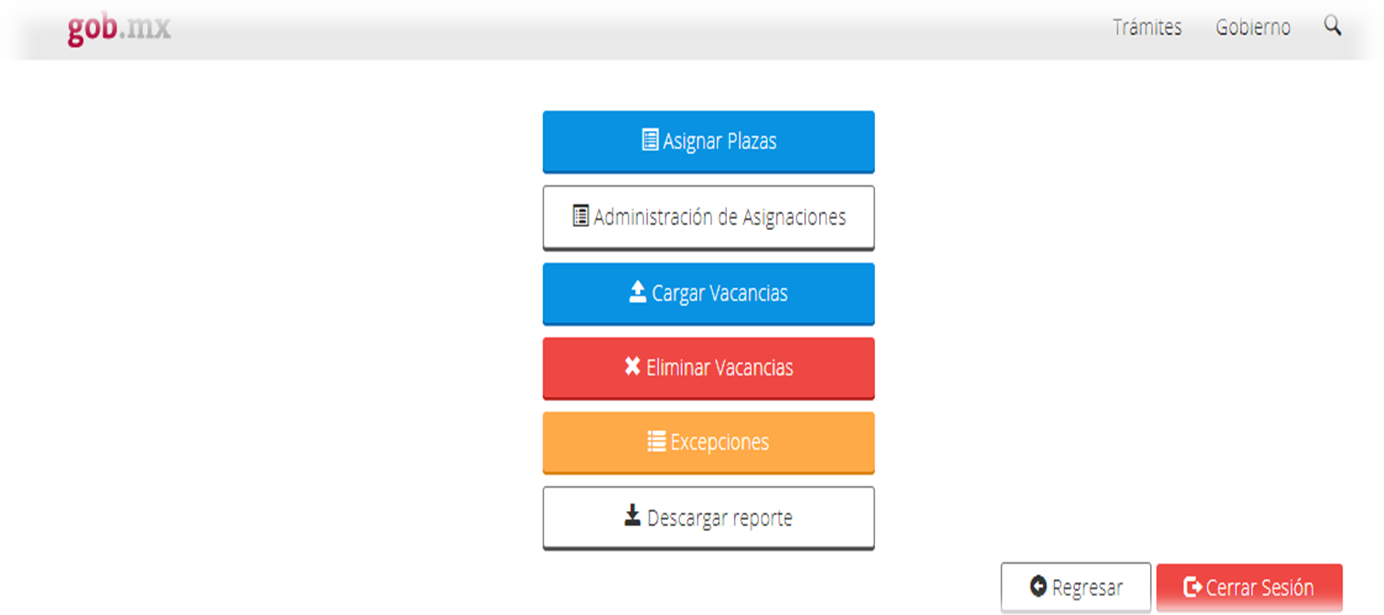 gob.mx
Trámites Gobierno
Asignar Plazas
Administración de Asignaciones
Cargar Vacancias
Eliminar Vacancias
Excepciones
Descargar reporte
Regresar Cerrar Sesión